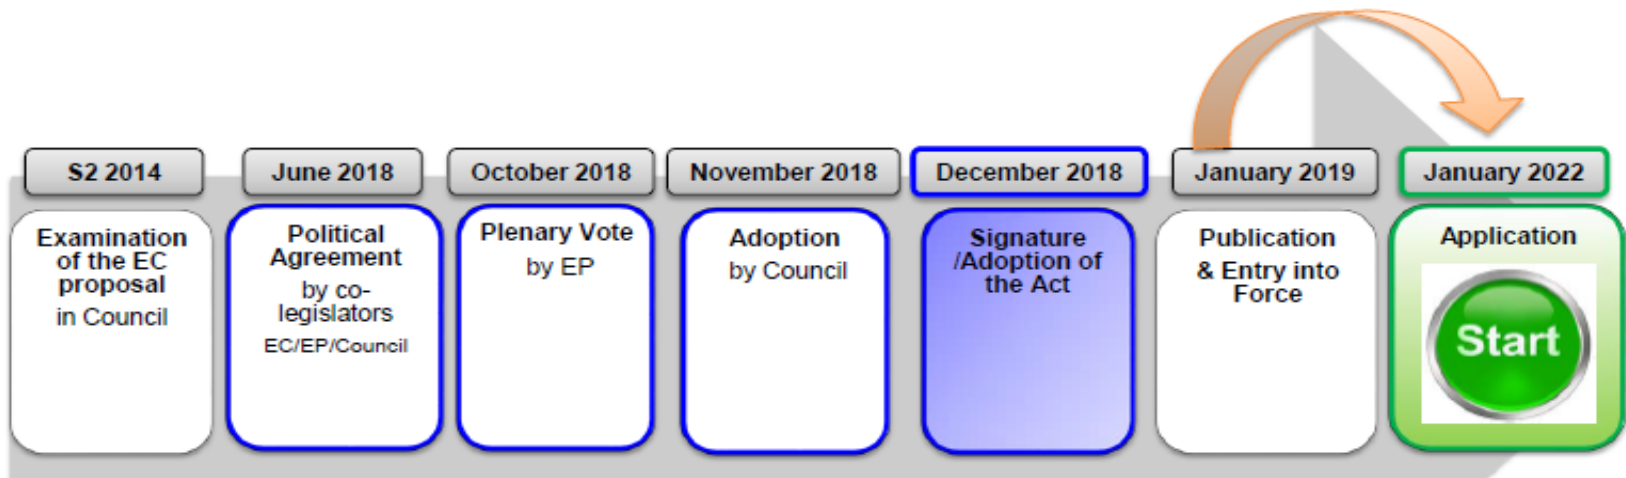 S2 2014
Examination
of the EC
proposal
in Council
June 2018
Political
Agreement
by co-
legislators
EC/EP/Council
October 2018
Plenary Vote
by EP
November 2018
Adoption
by Council
December 2018
Signature
/Adoption of
the Act
January 2019
Publication
& Entry into
Force
January 2022
Application
Start